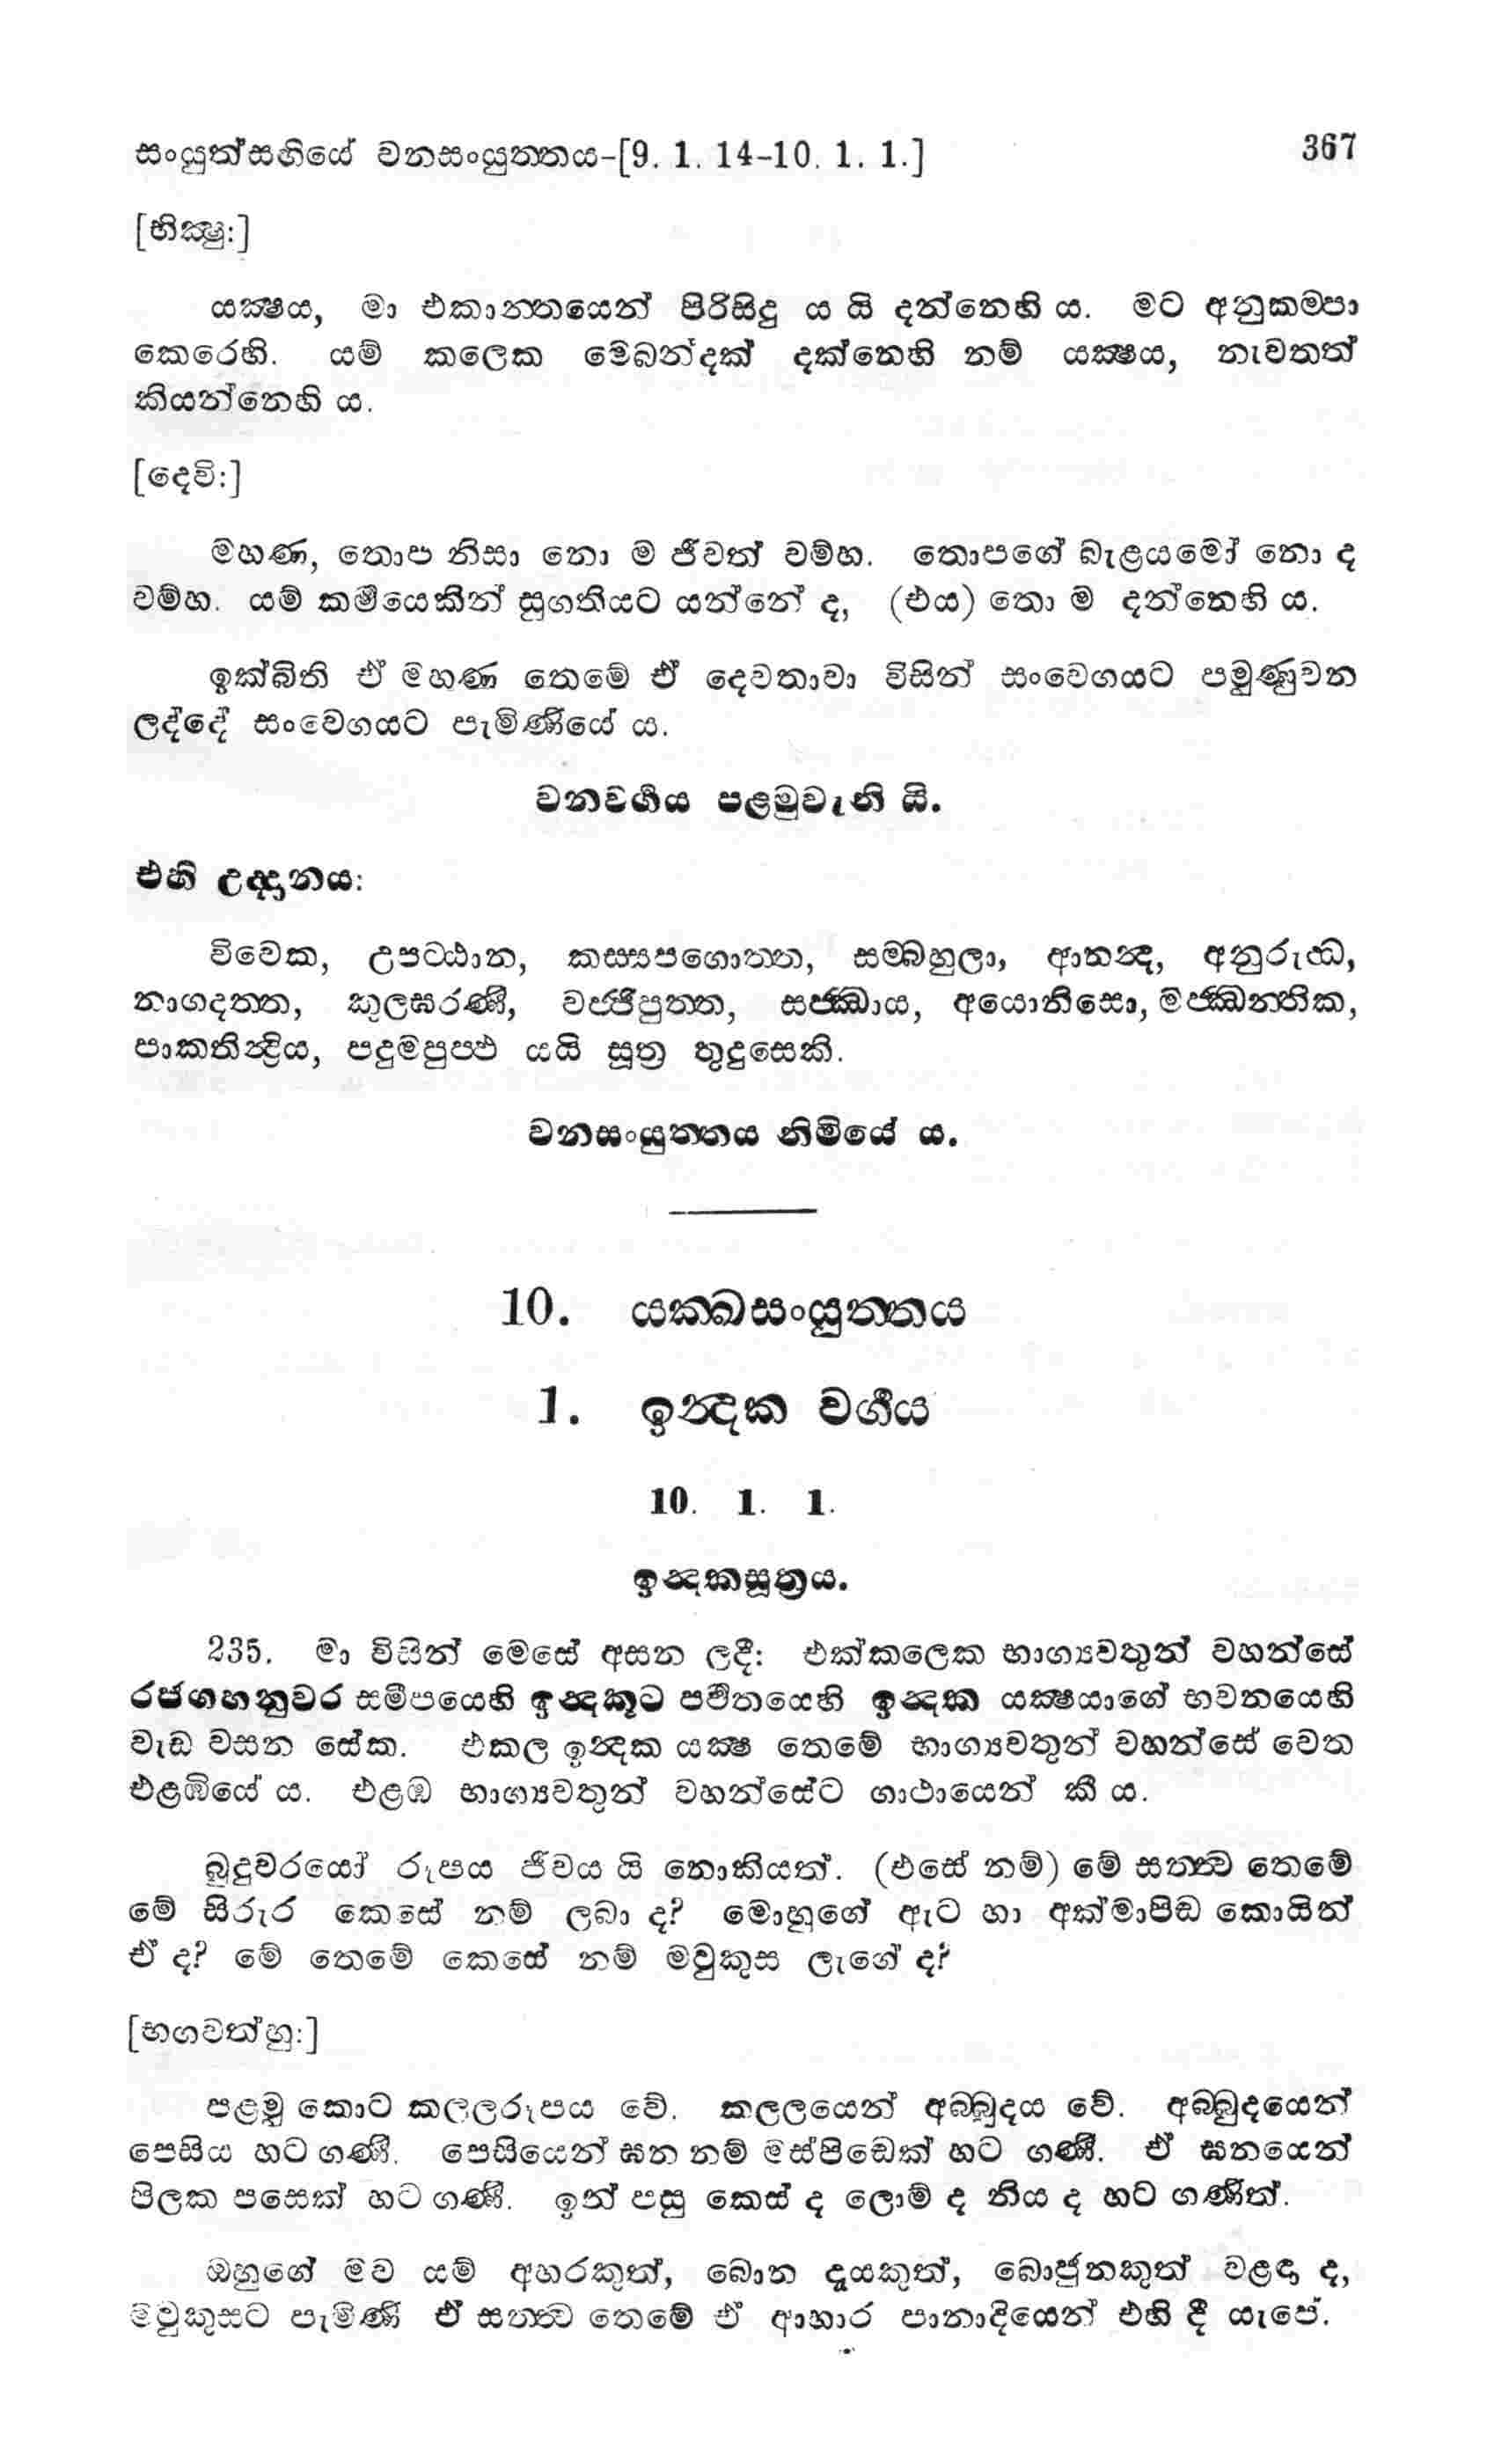 සංයුත්සඟියේ වනසංයුත්තය-[9. 1. 14-10. 1. 1.] 367
[භික්‍ෂු:]
යක්‍ෂය, මා එකාන්තයෙන් පිරිසිදු ය යි දන්නෙහි ය. මට අනුකම්පා
කෙරෙහි. යම් කලෙක මෙබන්දක් දක්නෙහි නම් යක්‍ෂය, නැවතත්
කියන්නෙහි ය.
[දෙවි:]
මහණ, තොප නිසා නො ම ජීවත් වම්හ. තොපගේ බැළයමෝ නො ද
වම්හ. යම් කර්‍මයෙකින් සුගතියට යන්නේ ද, (එය) තො ම දන්නෙහි ය.
ඉක්බිති ඒ මහණ තෙමේ ඒ දෙවතාවා විසින් සංවෙගයට පමුණුවන
ලද්දේ සංවෙගයට පැමිණියේ ය.
වනවර්‍ගය පළමුවැනි යි.
එහි උද්දානය:
විවෙක, උපට්ඨාන, කස්සපගොත්ත, සම්බහුලා, ආනන්ද, අනුරුද්ධ,
නාගදත්ත, කුලඝරණී, වජ්ජිපුත්ත, සජ්ඣාය, අයොනිසො, මජ්ඣන්තික,
පාකතින්‍ද්‍රිය, පදුමපුප්ඵ යයි සූත්‍ර තුදුසෙකි.
වනසංයුත්තය නිමියේ ය.
10. යක්ඛසංයුත්තය
1. ඉන්දක වර්‍ගය
10. 1. 1.
ඉන්දකසූත්‍රය.
235. මා විසින් මෙසේ අසන ලදී: එක්කලෙක භාග්‍යවතුන් වහන්සේ
රජගහනුවර සමීපයෙහි ඉන්දකූට පර්‍වතයෙහි ඉන්දක යක්‍ෂයාගේ භවනයෙහි
වැඩ වසන සේක. එකල ඉන්දක යක්‍ෂ තෙමේ භාග්‍යවතුන් වහන්සේ වෙත
එළඹියේ ය. එළඹ භාග්‍යවතුන් වහන්සේට ගාථායෙන් කී ය.
බුදුවරයෝ රූපය ජීවය යි නොකියත්. (එසේ නම්) මේ සත්ත්‍ව තෙමේ
මේ සිරුර කෙසේ නම් ලබා ද? මොහුගේ ඇට හා අක්මාපිඬ කොයින්
ඒ ද? මේ තෙමේ කෙසේ නම් මවුකුස ලැගේ ද?
[භගවත්හු:]
පළමු කොට කලලරූපය වේ. කලලයෙන් අබ්බුදය වේ. අබ්බුදයෙන්
පෙසිය හට ගණී. පෙසියෙන් ඝන නම් මස්පිඬෙක් හට ගණී. ඒ ඝනයෙන්
පිලක පසෙක් හට ගණී. ඉන් පසු කෙස් ද ලොම් ද නිය ද හට ගණිත්.
ඔහුගේ මව යම් අහරකුත්, බොන දැයකුත්, බොජුනකුත් වළඳා ද,
මවුකුසට පැමිණි ඒ සත්ත්‍ව තෙමේ ඒ ආහාර පානාදියෙන් එහි දී යැපේ.